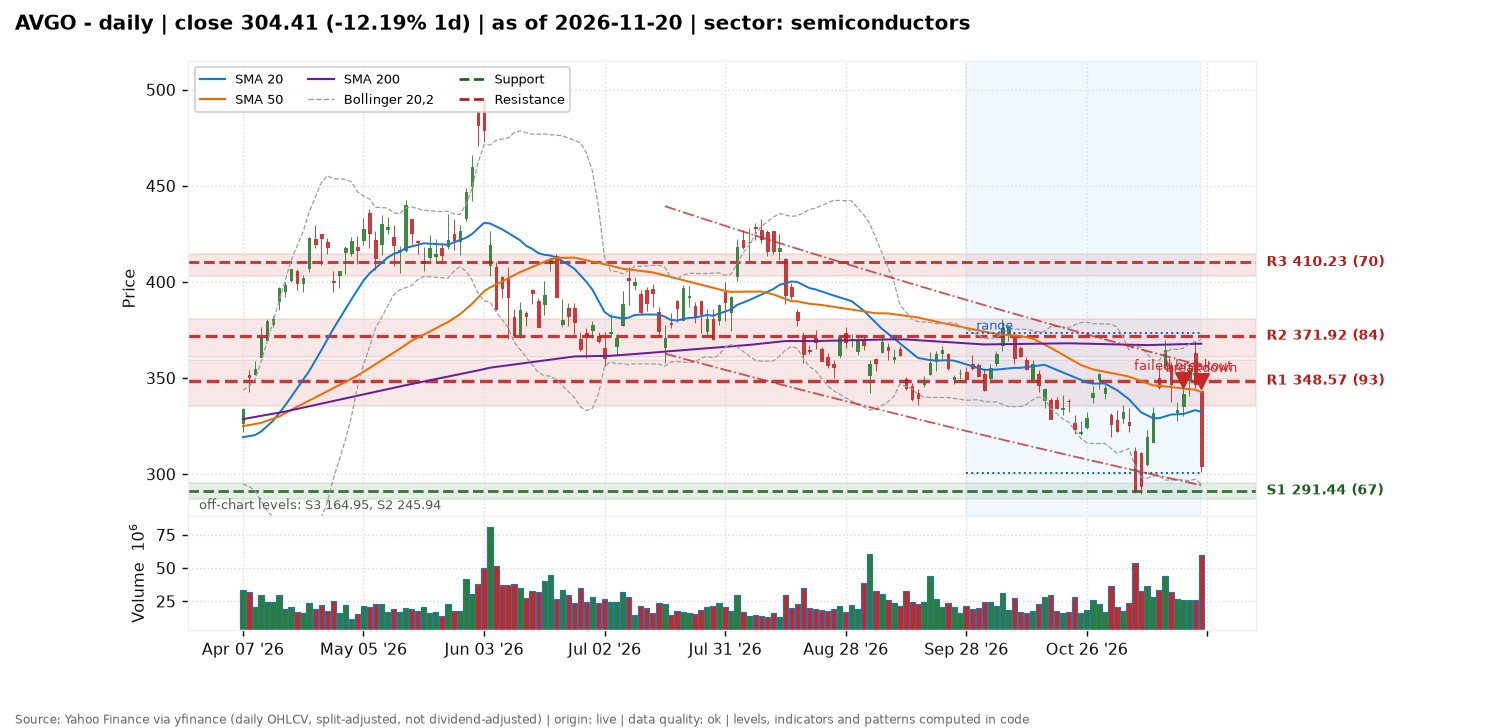 AVGO - daily | close 304.41 (-12.19% 1d) | as of 2026-11-20 | sector: semiconductors
SMA 20
SMA 50
SMA 200
Bollinger 20,2
Support
Resistance
Price
500
450
400
350
300
range
failed breakout
breakdown
R3 410.23 (70)
R2 371.92 (84)
R1 348.57 (93)
S1 291.44 (67)
off-chart levels: S3 164.95, S2 245.94
Volume 10⁶
75
50
25
Apr 07 '26
May 05 '26
Jun 03 '26
Jul 02 '26
Jul 31 '26
Aug 28 '26
Sep 28 '26
Oct 26 '26
Source: Yahoo Finance via yfinance (daily OHLCV, split-adjusted, not dividend-adjusted) | origin: live | data quality: ok | levels, indicators and patterns computed in code